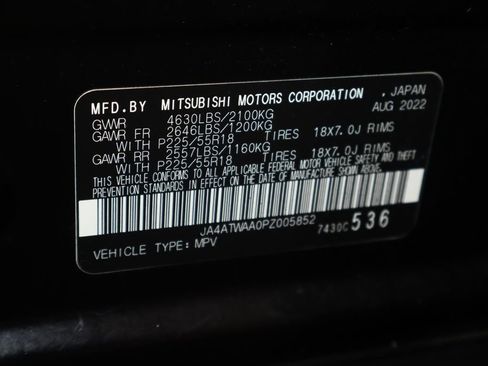 MFD.BY MITSUBISHI MOTORS CORPORATION , JAPAN
GVWR 4630LBS/2100KG AUG 2022
GAWR FR 2646LBS/1200KG TIRES 18X7.0J RIMS
WITH P225/55R18
GAWR RR 2557LBS/1160KG TIRES 18X7.0J RIMS
WITH P225/55R18
THIS VEHICLE CONFORMS TO ALL APPLICABLE FEDERAL MOTOR VEHICLE SAFETY AND THEFT
PREVENTION STANDARDS IN EFFECT ON THE DATE OF MANUFACTURE SHOWN ABOVE.
JA4ATWAA0PZ005852 7430C 536
VEHICLE TYPE: MPV